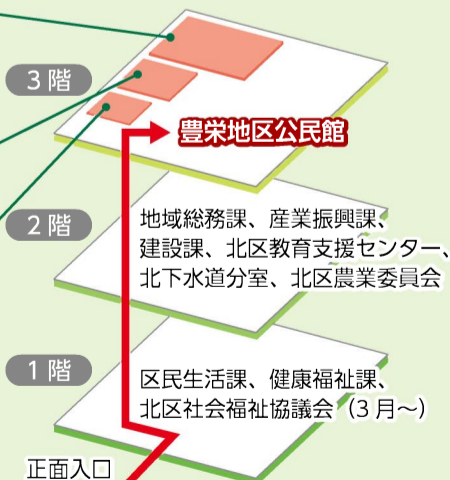 3階
豊栄地区公民館
2階
地域総務課、産業振興課、
建設課、北区教育支援センター、
北下水道分室、北区農業委員会
1階
区民生活課、健康福祉課、
北区社会福祉協議会（3月～）
正面入口